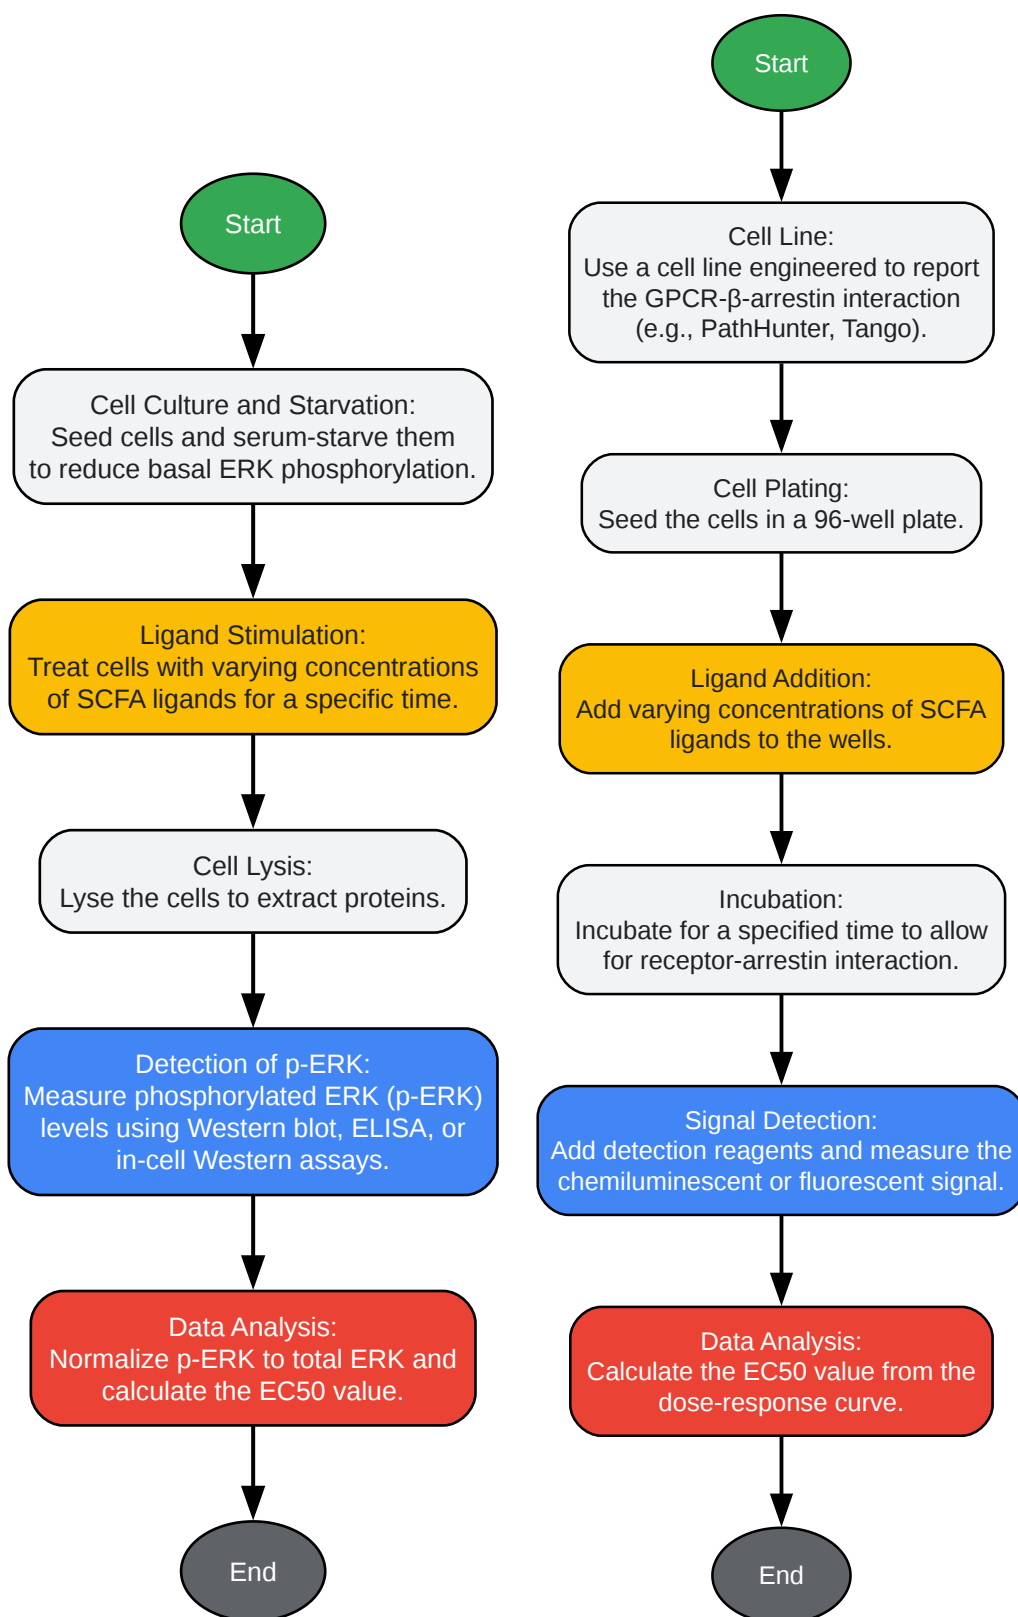 Start
Cell Culture and Starvation:
Seed cells and serum-starve them
to reduce basal ERK phosphorylation.
Ligand Stimulation:
Treat cells with varying concentrations
of SCFA ligands for a specific time.
Cell Lysis:
Lyse the cells to extract proteins.
Detection of p-ERK:
Measure phosphorylated ERK (p-ERK)
levels using Western blot, ELISA, or
in-cell Western assays.
Data Analysis:
Normalize p-ERK to total ERK and
calculate the EC50 value.
End
Start
Cell Line:
Use a cell line engineered to report
the GPCR-β-arrestin interaction
(e.g., PathHunter, Tango).
Cell Plating:
Seed the cells in a 96-well plate.
Ligand Addition:
Add varying concentrations of SCFA
ligands to the wells.
Incubation:
Incubate for a specified time to allow
for receptor-arrestin interaction.
Signal Detection:
Add detection reagents and measure the
chemiluminescent or fluorescent signal.
Data Analysis:
Calculate the EC50 value from the
dose-response curve.
End